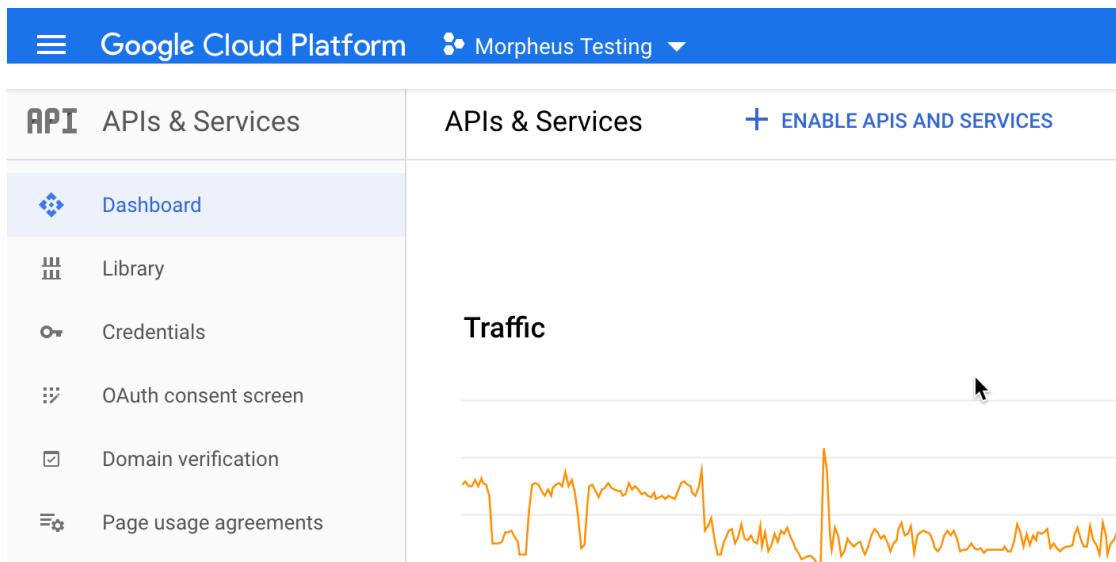 Google Cloud Platform
Morpheus Testing
API
APIs & Services
APIs & Services
ENABLE APIS AND SERVICES
Dashboard
Library
Credentials
OAuth consent screen
Domain verification
Page usage agreements
Traffic